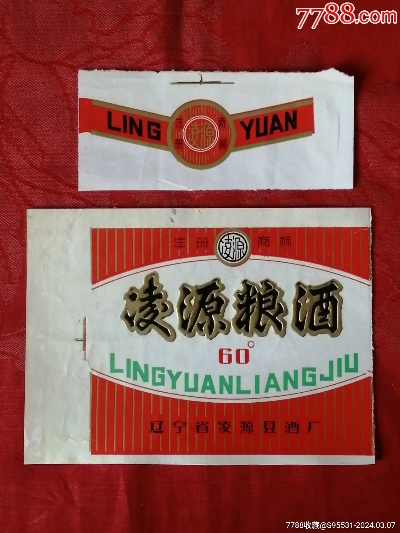 7788.com
LING YUAN
注册 商标
凌源
注册 商标
凌源
凌源粮酒
60°
LINGYUANLIANGJIU
辽宁省凌源县酒厂
7788收藏@S95531-2024.03.07